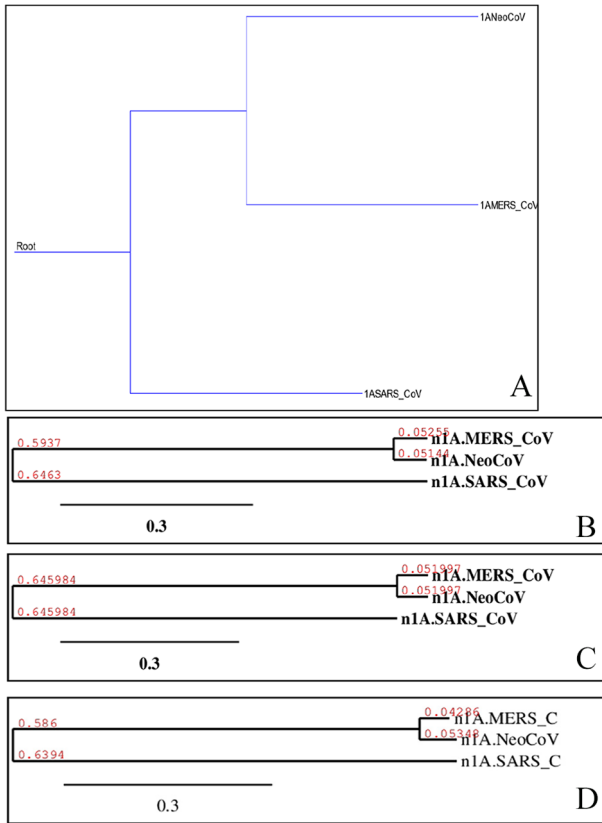 1ANeoCoV
1AMERS_CoV
Root
1ASARS_CoV
A
0.05255
n1A.MERS_CoV
0.5937
0.05144
n1A.NeoCoV
0.6463
n1A.SARS_CoV
0.3
B
0.051997
n1A.MERS_CoV
0.645984
0.051997
n1A.NeoCoV
0.645984
n1A.SARS_CoV
0.3
C
0.04286
n1A.MERS_C
0.586
0.05348
n1A.NeoCoV
0.6394
n1A.SARS_C
0.3
D